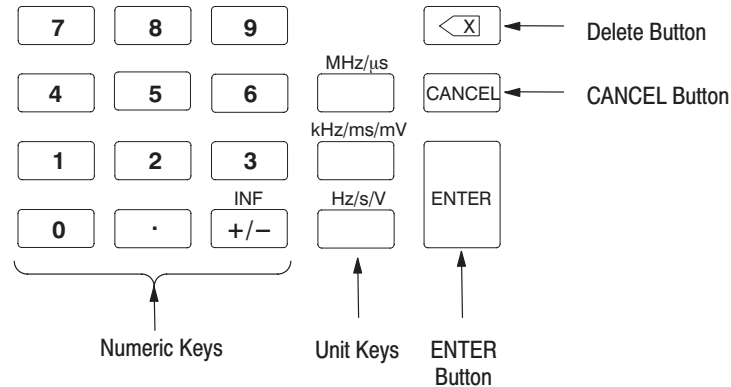 7 8 9 X Delete Button
MHz/µs
4 5 6 CANCEL CANCEL Button
kHz/ms/mV
1 2 3
INF Hz/s/V ENTER
0 . +/−
Numeric Keys Unit Keys ENTER
Button